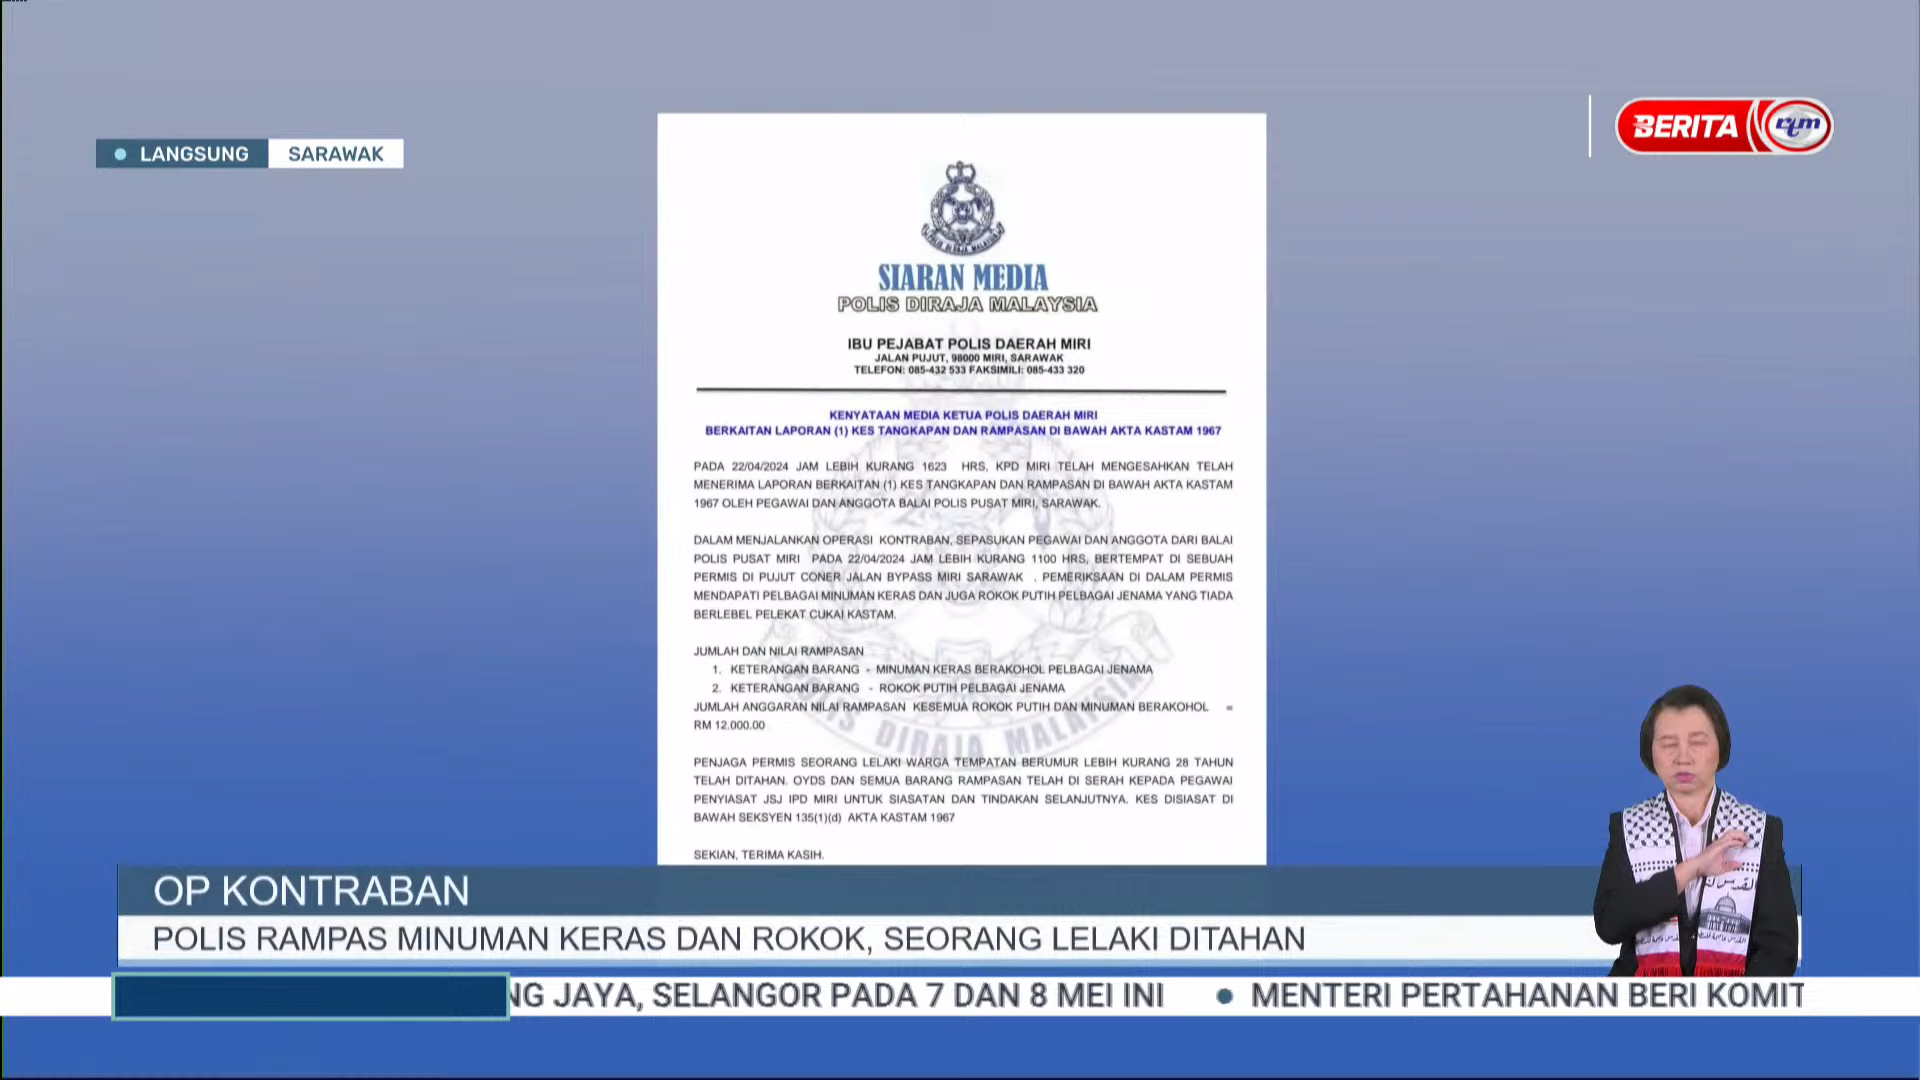 LANGSUNG SARAWAK
BERITA rtm
POLIS DIRAJA MALAYSIA
SIARAN MEDIA
POLIS DIRAJA MALAYSIA
IBU PEJABAT POLIS DAERAH MIRI
JALAN PUJUT, 98000 MIRI, SARAWAK
TELEFON: 085-432 533 FAKSIMILI: 085-433 320
KENYATAAN MEDIA KETUA POLIS DAERAH MIRI
BERKAITAN LAPORAN (1) KES TANGKAPAN DAN RAMPASAN DI BAWAH AKTA KASTAM 1967
PADA 22/04/2024 JAM LEBIH KURANG 1623 HRS, KPD MIRI TELAH MENGESAHKAN TELAH
MENERIMA LAPORAN BERKAITAN (1) KES TANGKAPAN DAN RAMPASAN DI BAWAH AKTA KASTAM
1967 OLEH PEGAWAI DAN ANGGOTA BALAI POLIS PUSAT MIRI, SARAWAK.
DALAM MENJALANKAN OPERASI KONTRABAN, SEPASUKAN PEGAWAI DAN ANGGOTA DARI BALAI
POLIS PUSAT MIRI PADA 22/04/2024 JAM LEBIH KURANG 1100 HRS, BERTEMPAT DI SEBUAH
PERMIS DI PUJUT CONER JALAN BYPASS MIRI SARAWAK . PEMERIKSAAN DI DALAM PERMIS
MENDAPATI PELBAGAI MINUMAN KERAS DAN JUGA ROKOK PUTIH PELBAGAI JENAMA YANG TIADA
BERLEBEL PELEKAT CUKAI KASTAM.
JUMLAH DAN NILAI RAMPASAN
1. KETERANGAN BARANG - MINUMAN KERAS BERAKOHOL PELBAGAI JENAMA
2. KETERANGAN BARANG - ROKOK PUTIH PELBAGAI JENAMA
JUMLAH ANGGARAN NILAI RAMPASAN KESEMUA ROKOK PUTIH DAN MINUMAN BERAKOHOL =
RM 12.000.00
POLIS DIRAJA MALAYSIA
PENJAGA PERMIS SEORANG LELAKI WARGA TEMPATAN BERUMUR LEBIH KURANG 28 TAHUN
TELAH DITAHAN. OYDS DAN SEMUA BARANG RAMPASAN TELAH DI SERAH KEPADA PEGAWAI
PENYIASAT JSJ IPD MIRI UNTUK SIASATAN DAN TINDAKAN SELANJUTNYA. KES DISIASAT DI
BAWAH SEKSYEN 135(1)(d) AKTA KASTAM 1967
SEKIAN, TERIMA KASIH.
OP KONTRABAN
POLIS RAMPAS MINUMAN KERAS DAN ROKOK, SEORANG LELAKI DITAHAN
NG JAYA, SELANGOR PADA 7 DAN 8 MEI INI • MENTERI PERTAHANAN BERI KOMIT